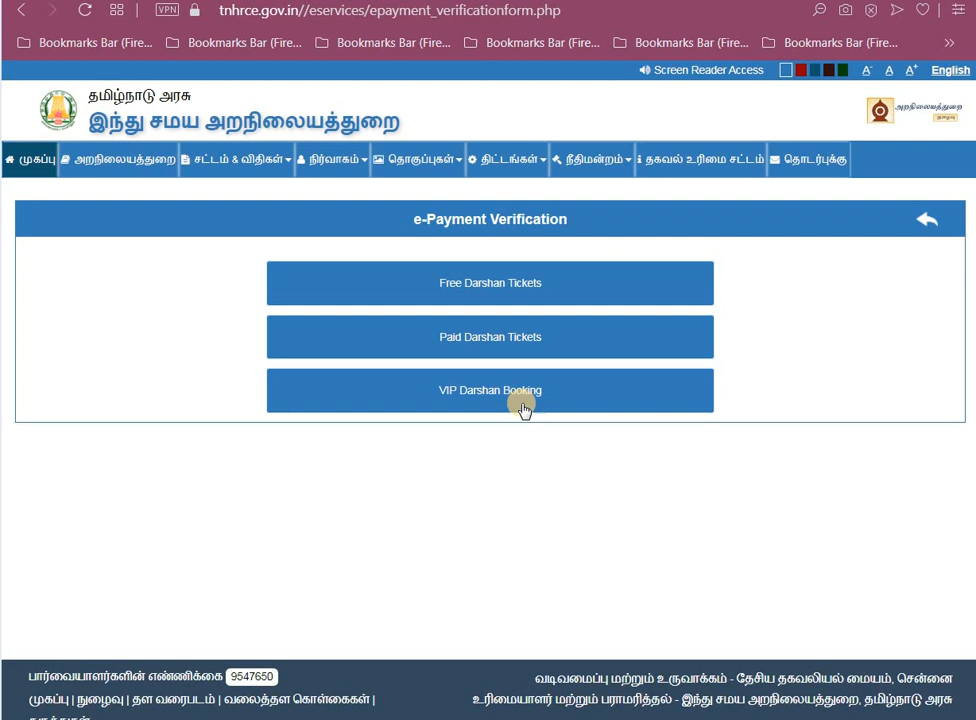 tnhrce.gov.in//eservices/epayment_verificationform.php
VPN
Bookmarks Bar (Fire... Bookmarks Bar (Fire... Bookmarks Bar (Fire... Bookmarks Bar (Fire... Bookmarks Bar (Fire... Bookmarks Bar (Fire...
Screen Reader Access A- A A+ English
தமிழ்நாடு அரசு
இந்து சமய அறநிலையத்துறை
அறநிலையத்துறை
முகப்பு அறநிலையத்துறை சட்டம் & விதிகள் நிர்வாகம் தொகுப்புகள் திட்டங்கள் நீதிமன்றம் தகவல் உரிமை சட்டம் தொடர்புக்கு
e-Payment Verification
Free Darshan Tickets
Paid Darshan Tickets
VIP Darshan Booking
பார்வையாளர்களின் எண்ணிக்கை 9547650
முகப்பு | நுழைவு | தள வரைபடம் | வலைத்தள கொள்கைகள் |
வடிவமைப்பு மற்றும் உருவாக்கம் - தேசிய தகவலியல் மையம், சென்னை
உரிமையாளர் மற்றும் பராமரித்தல் - இந்து சமய அறநிலையத்துறை, தமிழ்நாடு அரசு